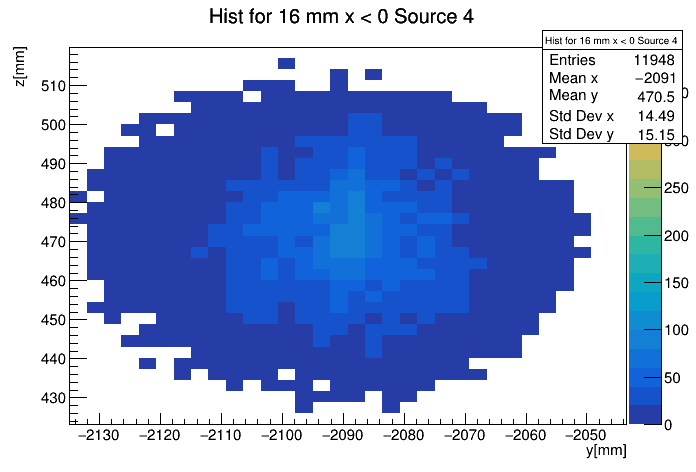 Hist for 16 mm x < 0 Source 4
z[mm]
Hist for 16 mm x < 0 Source 4
Entries 11948
Mean x −2091
Mean y 470.5
Std Dev x 14.49
Std Dev y 15.15
510
500
490
480
470
460
450
440
430
250
200
150
100
50
0
−2130 −2120 −2110 −2100 −2090 −2080 −2070 −2060 −2050
y[mm]